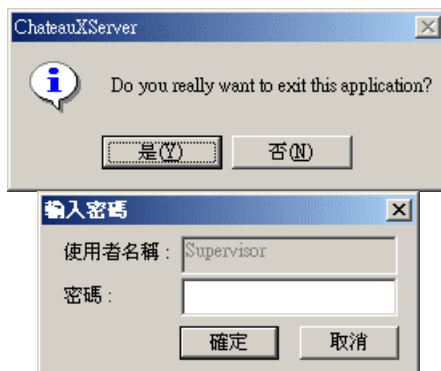 ChateauXServer
Do you really want to exit this application?
是(Y) 否(N)
輸入密碼
使用者名稱: Supervisor
密碼:
確定 取消